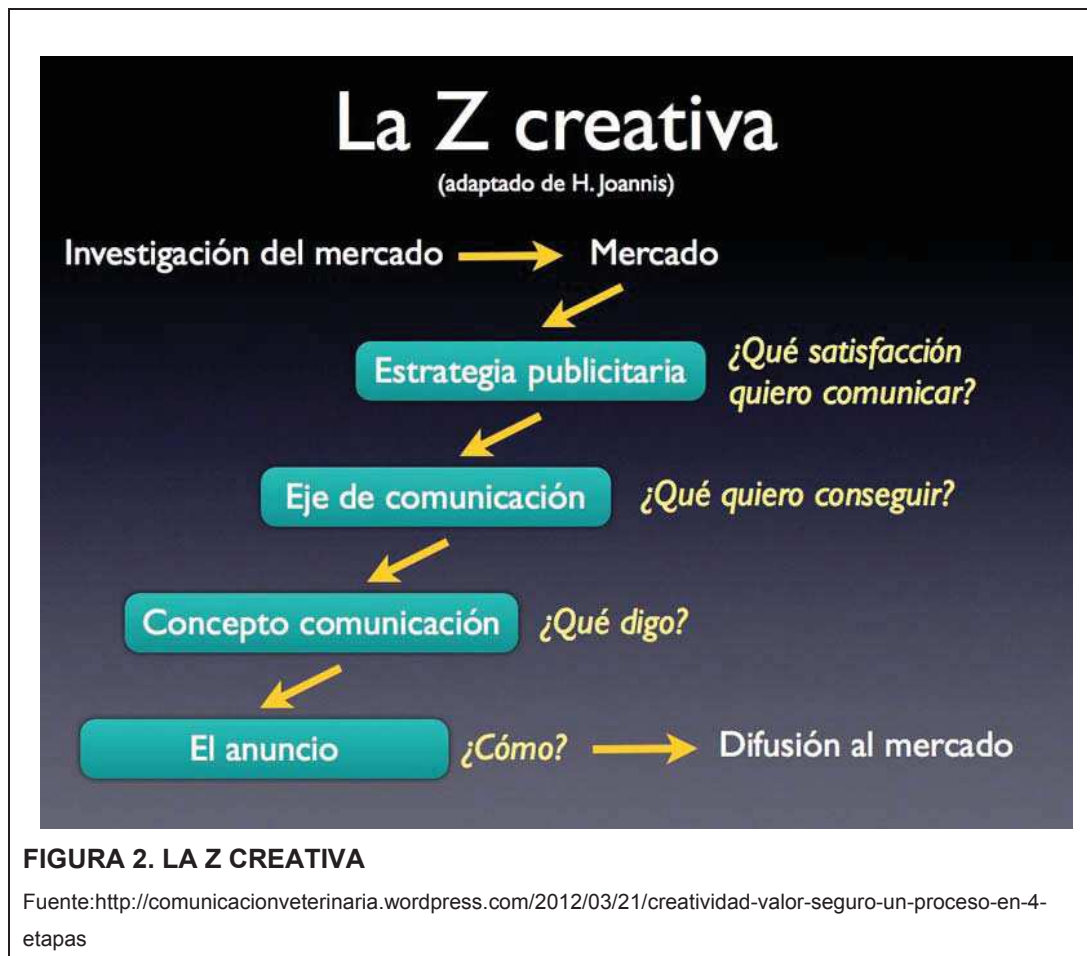 La Z creativa
(adaptado de H. Joannis)
Investigación del mercado
Mercado
Estrategia publicitaria
¿Qué satisfacción
quiero comunicar?
Eje de comunicación
¿Qué quiero conseguir?
Concepto comunicación
¿Qué digo?
El anuncio
¿Cómo?
Difusión al mercado
FIGURA 2. LA Z CREATIVA
Fuente:http://comunicacionveterinaria.wordpress.com/2012/03/21/creatividad-valor-seguro-un-proceso-en-4-
etapas